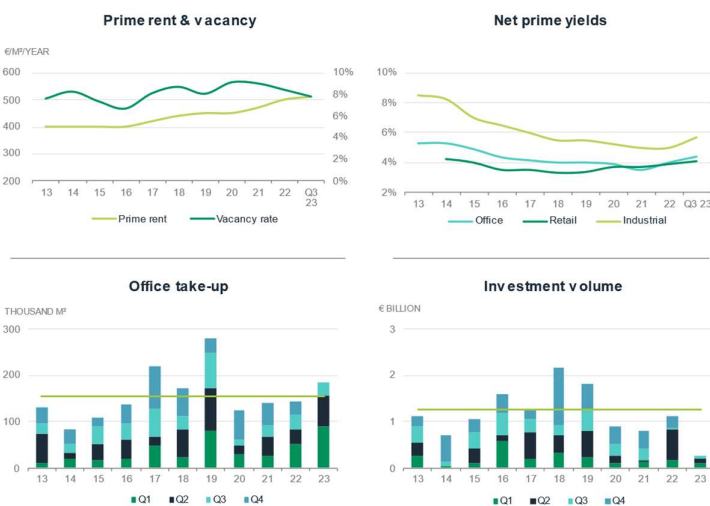 Prime rent & vacancy
€/M²/YEAR
600 10%
500 8%
400 6%
4%
300
2%
200 0%
13 14 15 16 17 18 19 20 21 22 Q3
23
Prime rent Vacancy rate
Net prime yields
10%
8%
6%
4%
2%
13 14 15 16 17 18 19 20 21 22 Q3 23
Office Retail Industrial
Office take-up
THOUSAND M²
300
200
100
0
13 14 15 16 17 18 19 20 21 22 23
Q1 Q2 Q3 Q4
Investment volume
€ BILLION
3
2
1
0
13 14 15 16 17 18 19 20 21 22 23
Q1 Q2 Q3 Q4